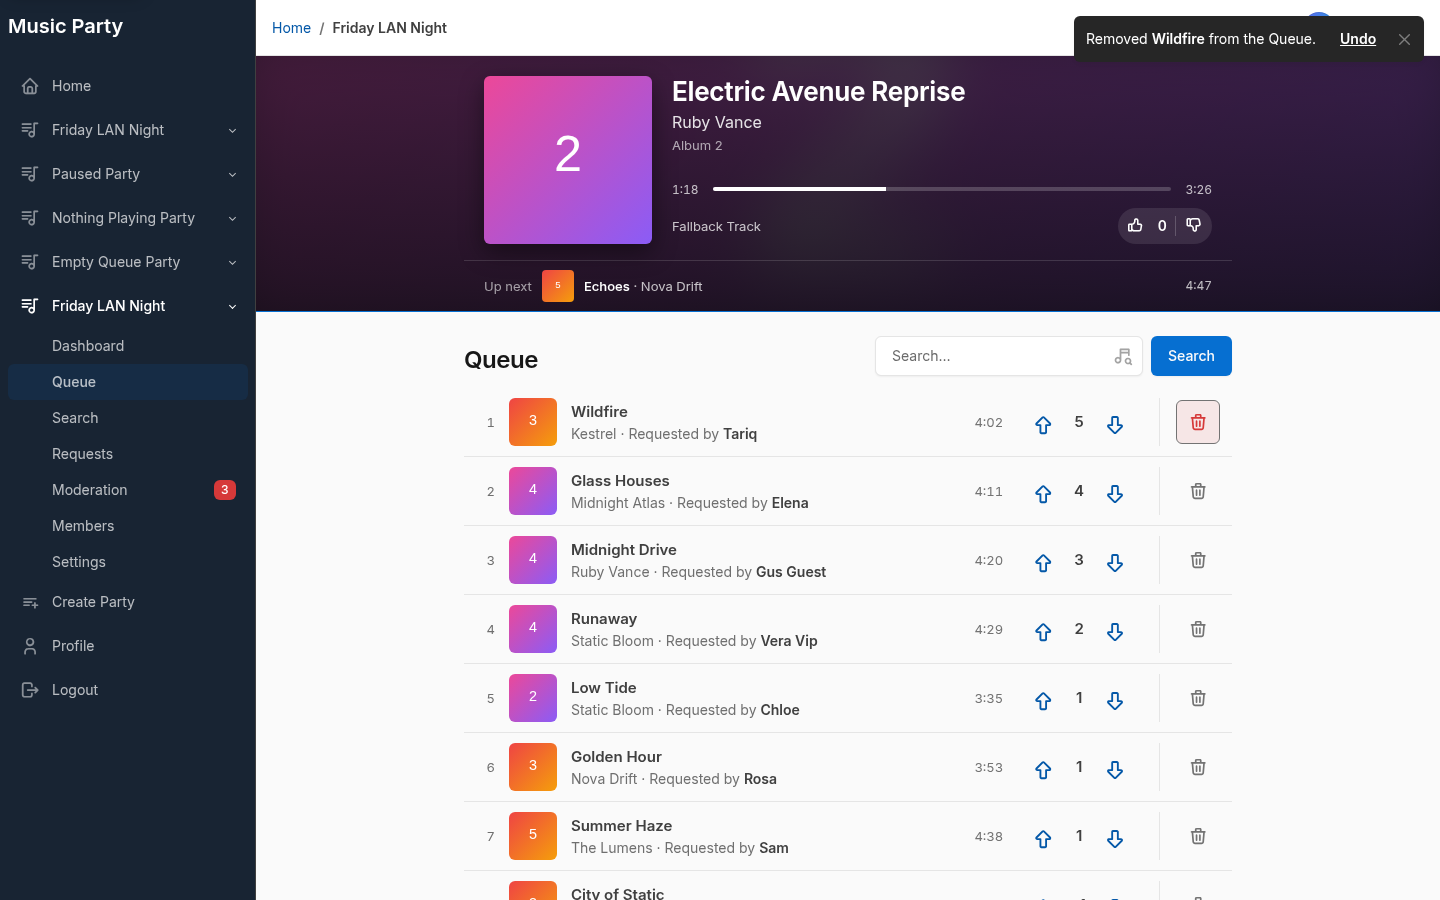 Music Party
Home
Friday LAN Night
Paused Party
Nothing Playing Party
Empty Queue Party
Friday LAN Night
Dashboard
Queue
Search
Requests
Moderation 3
Members
Settings
Create Party
Profile
Logout
Home / Friday LAN Night
Removed Wildfire from the Queue. Undo
2
Electric Avenue Reprise
Ruby Vance
Album 2
1:18 3:26
Fallback Track 0
Up next 5 Echoes · Nova Drift 4:47
Queue
Search... Search
1 3 Wildfire 4:02 5
Kestrel · Requested by Tariq
2 4 Glass Houses 4:11 4
Midnight Atlas · Requested by Elena
3 4 Midnight Drive 4:20 3
Ruby Vance · Requested by Gus Guest
4 4 Runaway 4:29 2
Static Bloom · Requested by Vera Vip
5 2 Low Tide 3:35 1
Static Bloom · Requested by Chloe
6 3 Golden Hour 3:53 1
Nova Drift · Requested by Rosa
7 5 Summer Haze 4:38 1
The Lumens · Requested by Sam
City of Static